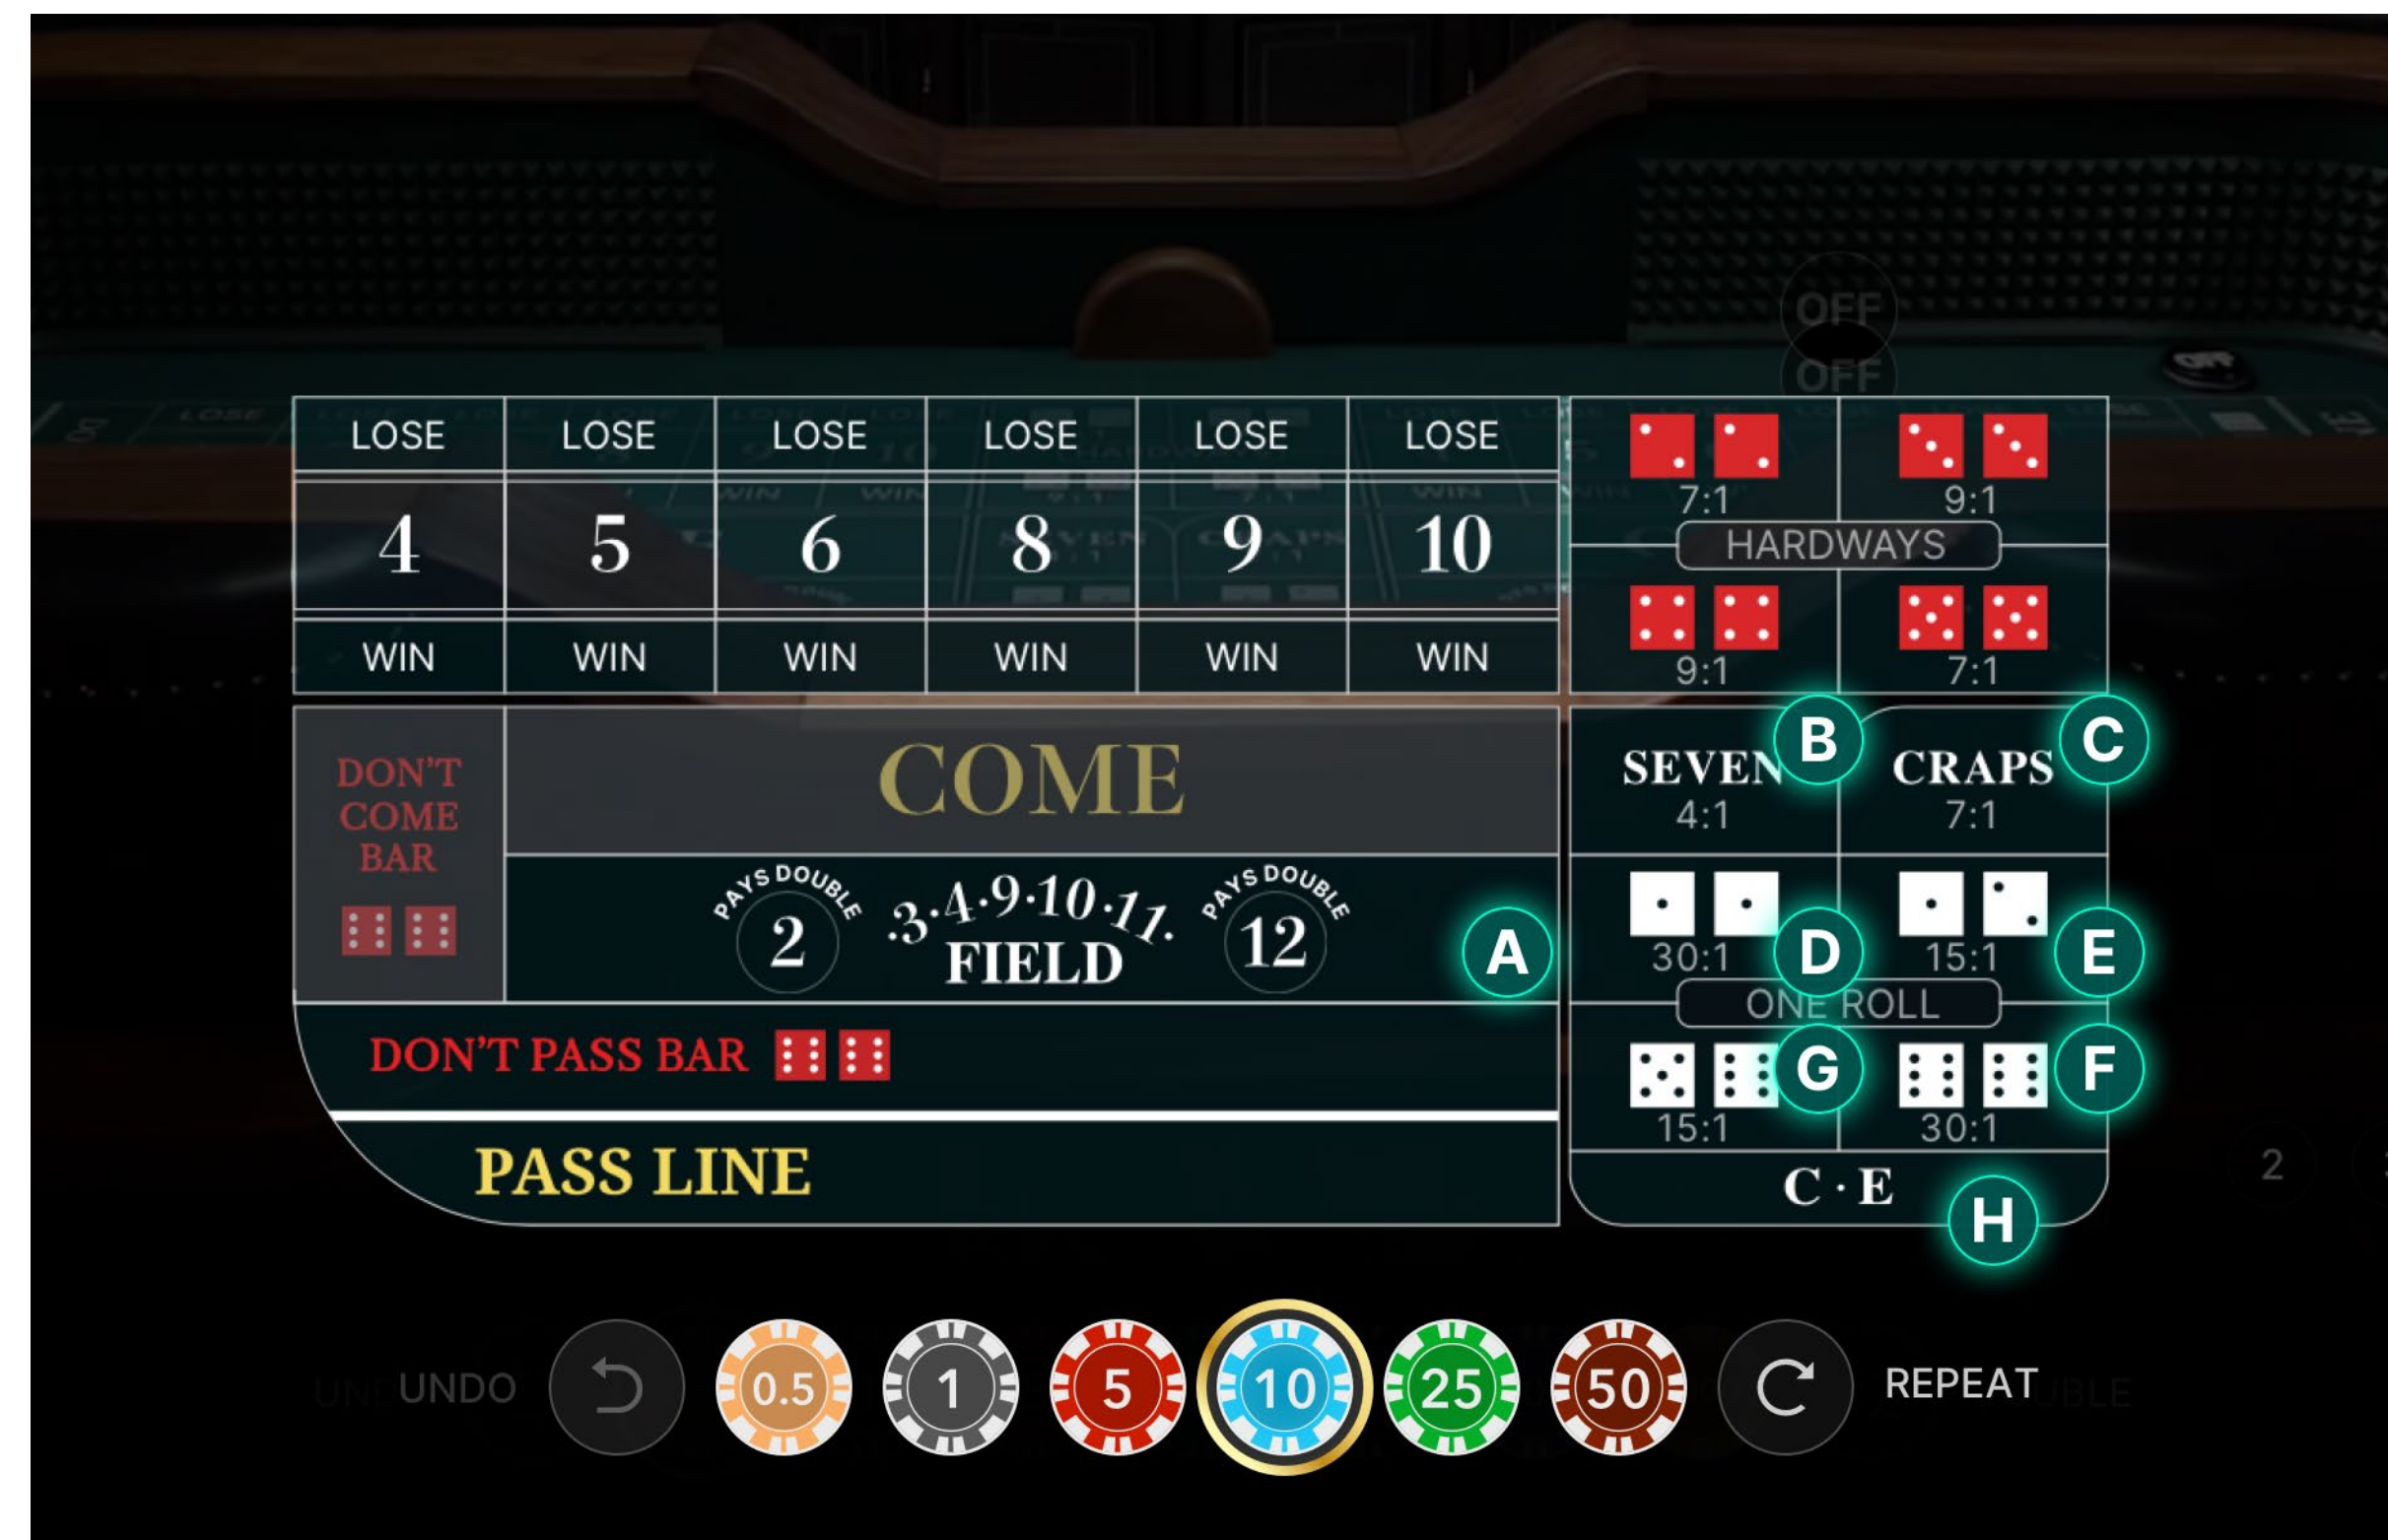 OFF
OFF
OFF
LOSE
LOSE LOSE LOSE LOSE LOSE LOSE
4 5 6 8 9 10
WIN WIN WIN WIN WIN WIN
7:1 9:1
HARDWAYS
9:1 7:1
DON'T
COME
BAR
COME
PAYS DOUBLE
2
.3.4.9.10.11.
FIELD
PAYS DOUBLE
12
A
DON'T PASS BAR
PASS LINE
B C
SEVEN CRAPS
4:1 7:1
D E
30:1 15:1
ONE ROLL
G F
15:1 30:1
C·E
H
2
UNDO 0.5 1 5 10 25 50 REPEAT